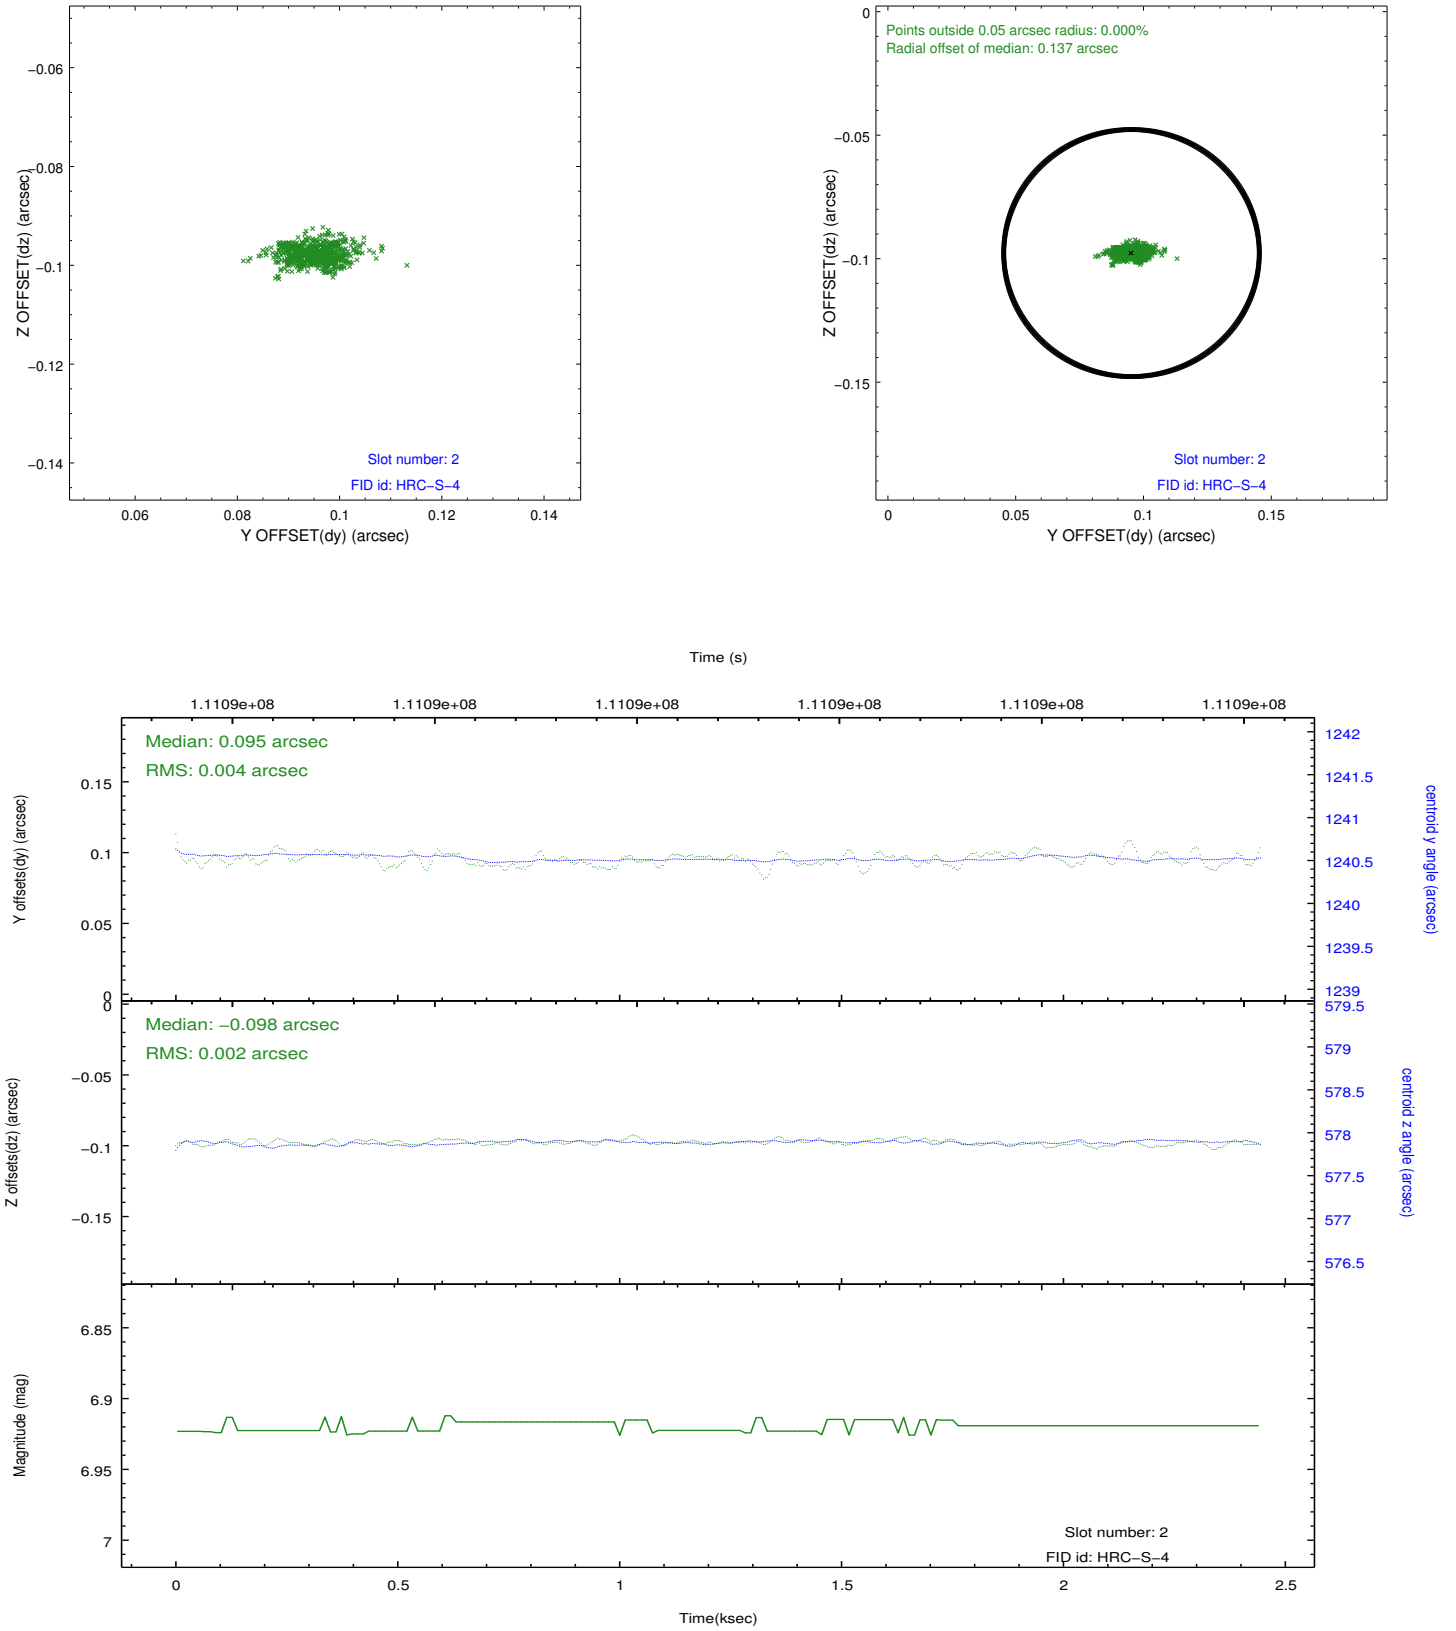 −0.06
−0.08
−0.1
−0.12
−0.14
Z OFFSET(dz) (arcsec)
Slot number: 2
FID id: HRC−S−4
0.06 0.08 0.1 0.12 0.14
Y OFFSET(dy) (arcsec)
Points outside 0.05 arcsec radius: 0.000%
Radial offset of median: 0.137 arcsec
0
−0.05
−0.1
−0.15
Z OFFSET(dz) (arcsec)
Slot number: 2
FID id: HRC−S−4
0 0.05 0.1 0.15
Y OFFSET(dy) (arcsec)
Time (s)
1.1109e+08 1.1109e+08 1.1109e+08 1.1109e+08 1.1109e+08 1.1109e+08
Median: 0.095 arcsec
RMS: 0.004 arcsec
0.15
0.1
0.05
0
Y offsets(dy) (arcsec)
1242
1241.5
1241
1240.5
1240
1239.5
1239
centroid y angle (arcsec)
Median: −0.098 arcsec
RMS: 0.002 arcsec
0
−0.05
−0.1
−0.15
Z offsets(dz) (arcsec)
579.5
579
578.5
578
577.5
577
576.5
centroid z angle (arcsec)
6.85
6.9
6.95
7
Magnitude (mag)
Slot number: 2
FID id: HRC−S−4
0 0.5 1 1.5 2 2.5
Time(ksec)